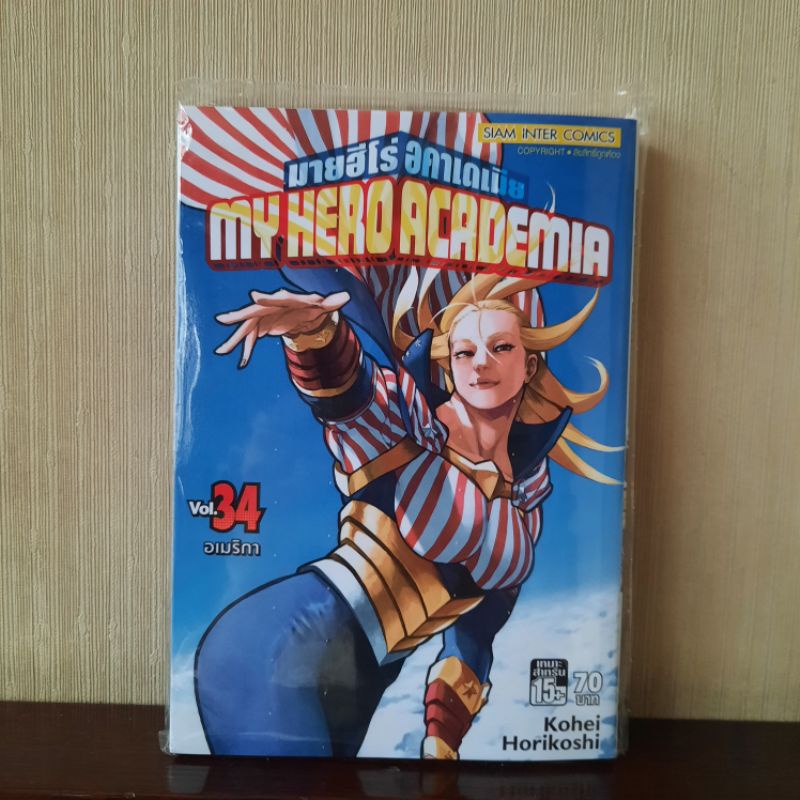 SIAM INTER COMICS
COPYRIGHT • ลิขสิทธิ์ถูกต้อง
มายฮีโร่ อคาเดเมีย
MY HERO ACADEMIA
Vol.34
อเมริกา
เหมาะ
สำหรับ
15+
70
บาท
Kohei
Horikoshi